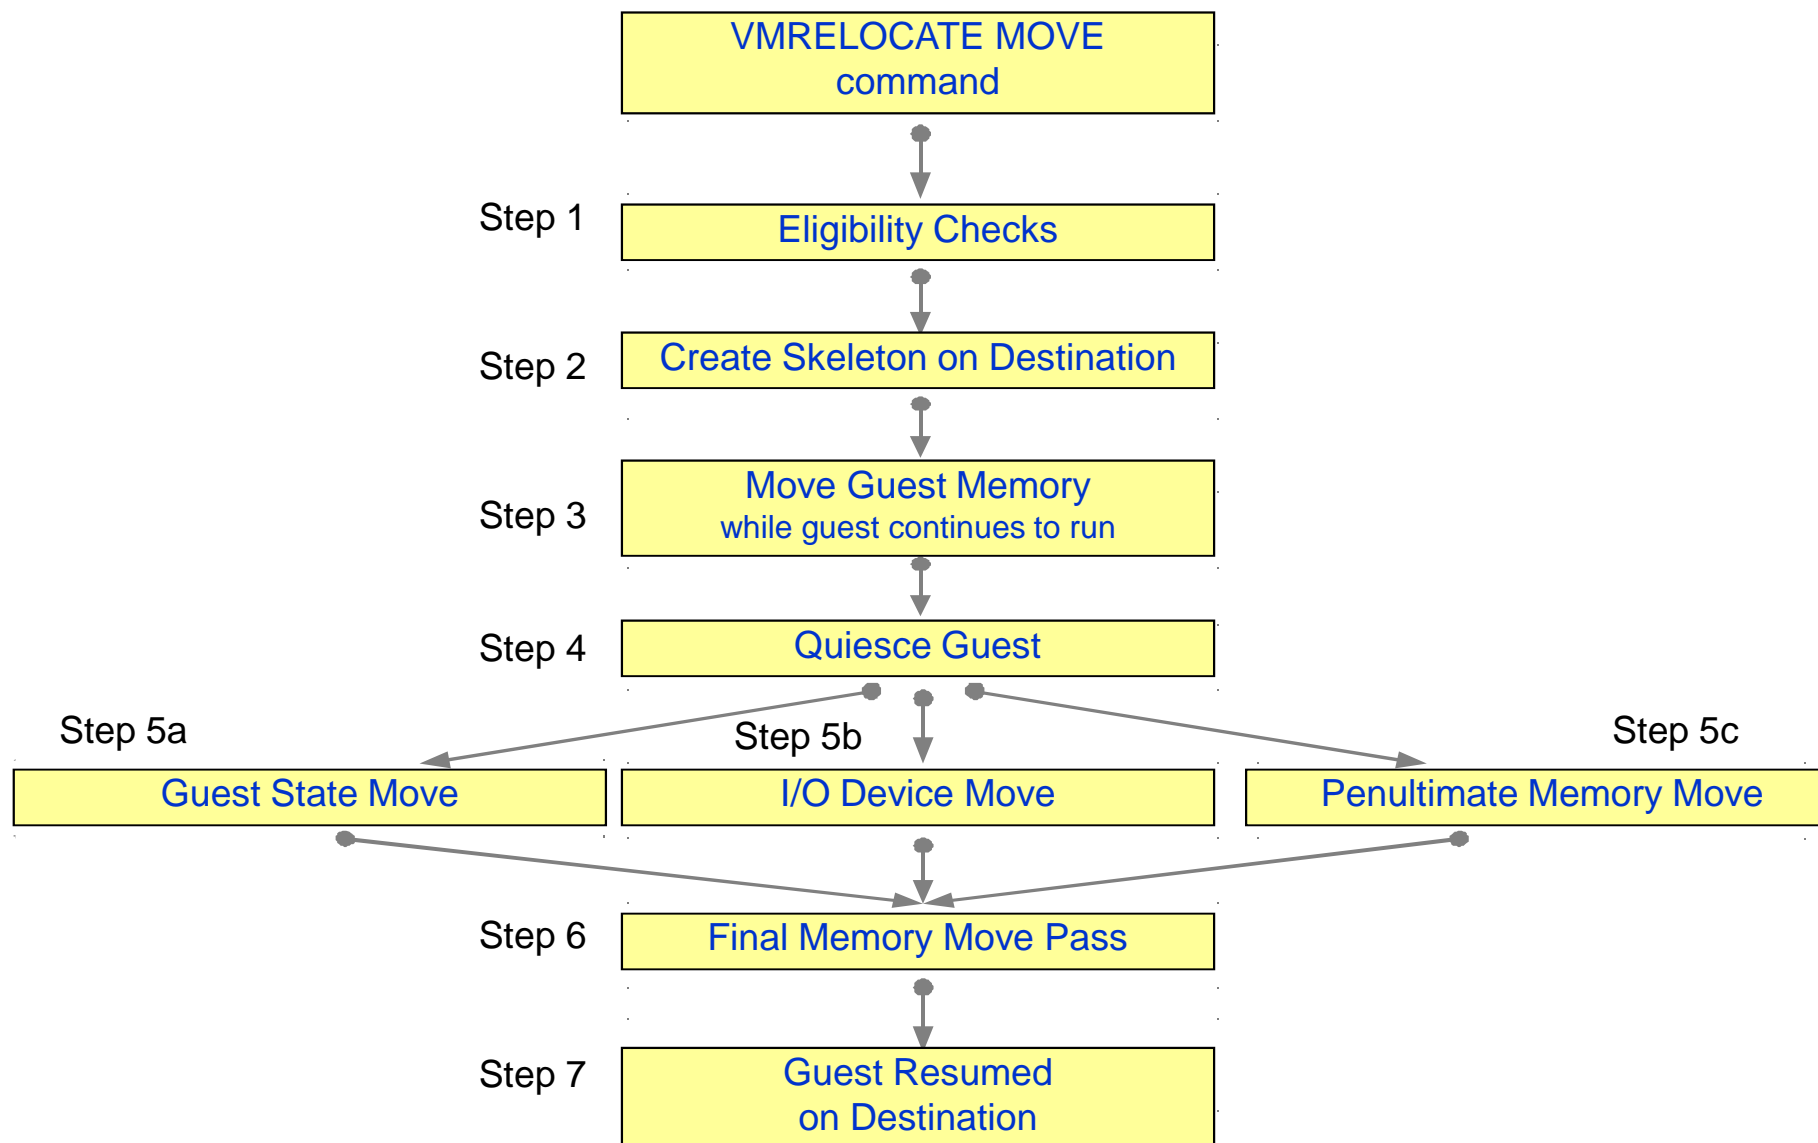 VMRELOCATE MOVE
command
Step 1
Eligibility Checks
Step 2
Create Skeleton on Destination
Step 3
Move Guest Memory
while guest continues to run
Step 4
Quiesce Guest
Step 5a
Step 5b
Step 5c
Guest State Move
I/O Device Move
Penultimate Memory Move
Step 6
Final Memory Move Pass
Step 7
Guest Resumed
on Destination